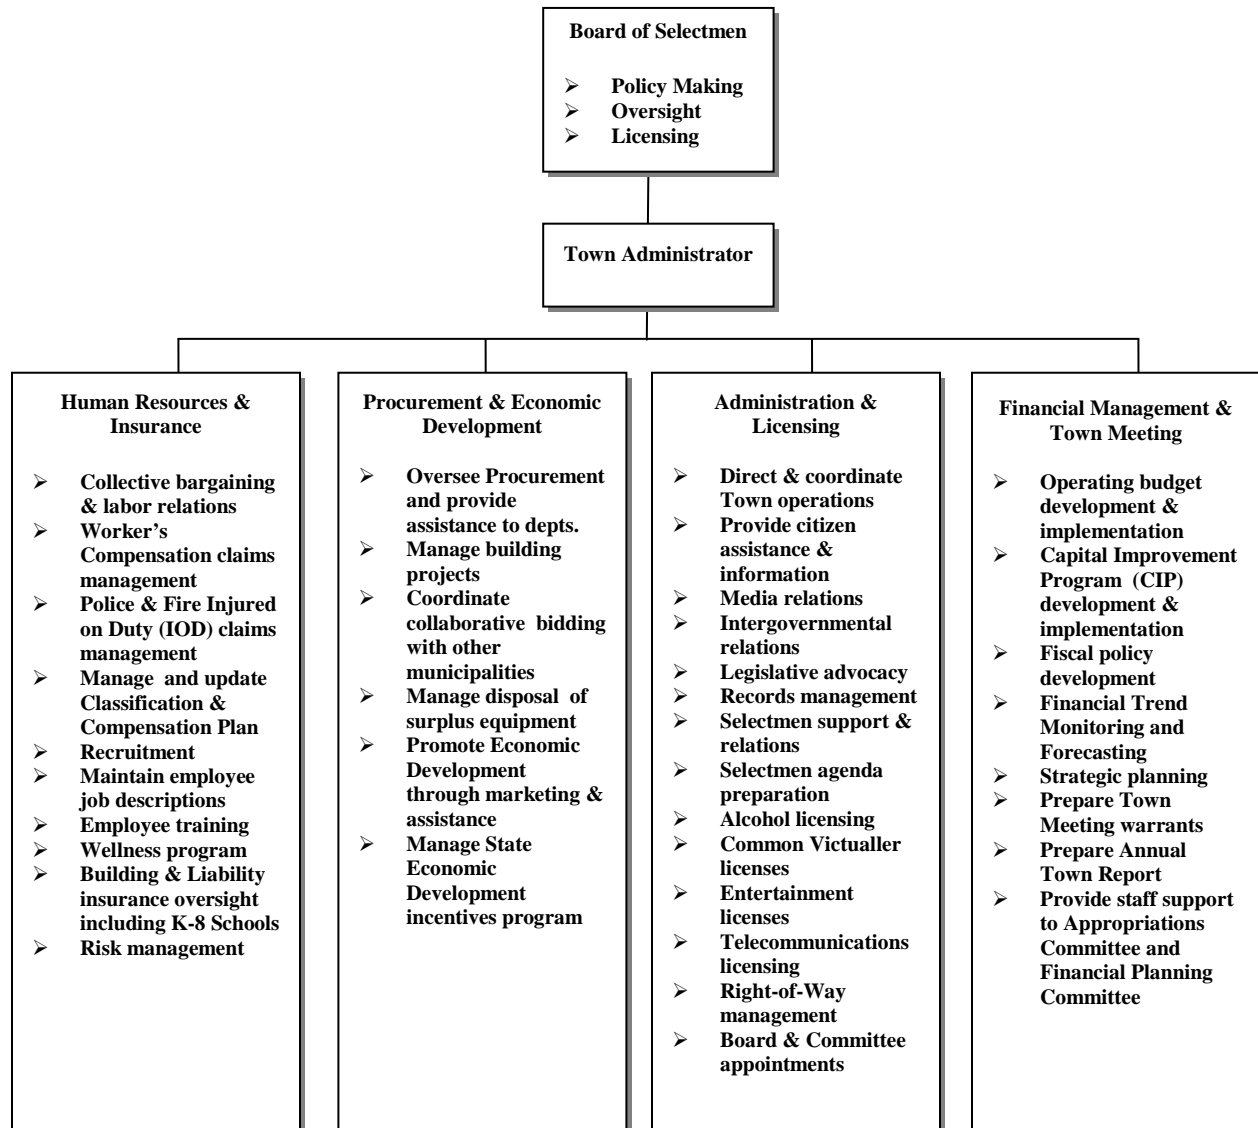 Board of Selectmen
➢ Policy Making
➢ Oversight
➢ Licensing
Town Administrator
Human Resources &
Insurance
➢ Collective bargaining
& labor relations
➢ Worker's
Compensation claims
management
➢ Police & Fire Injured
on Duty (IOD) claims
management
➢ Manage and update
Classification &
Compensation Plan
➢ Recruitment
➢ Maintain employee
job descriptions
➢ Employee training
➢ Wellness program
➢ Building & Liability
insurance oversight
including K-8 Schools
➢ Risk management
Procurement & Economic
Development
➢ Oversee Procurement
and provide
assistance to depts.
➢ Manage building
projects
➢ Coordinate
collaborative bidding
with other
municipalities
➢ Manage disposal of
surplus equipment
➢ Promote Economic
Development
through marketing &
assistance
➢ Manage State
Economic
Development
incentives program
Administration &
Licensing
➢ Direct & coordinate
Town operations
➢ Provide citizen
assistance &
information
➢ Media relations
➢ Intergovernmental
relations
➢ Legislative advocacy
➢ Records management
➢ Selectmen support &
relations
➢ Selectmen agenda
preparation
➢ Alcohol licensing
➢ Common Victualler
licenses
➢ Entertainment
licenses
➢ Telecommunications
licensing
➢ Right-of-Way
management
➢ Board & Committee
appointments
Financial Management &
Town Meeting
➢ Operating budget
development &
implementation
➢ Capital Improvement
Program (CIP)
development &
implementation
➢ Fiscal policy
development
➢ Financial Trend
Monitoring and
Forecasting
➢ Strategic planning
➢ Prepare Town
Meeting warrants
➢ Prepare Annual
Town Report
➢ Provide staff support
to Appropriations
Committee and
Financial Planning
Committee